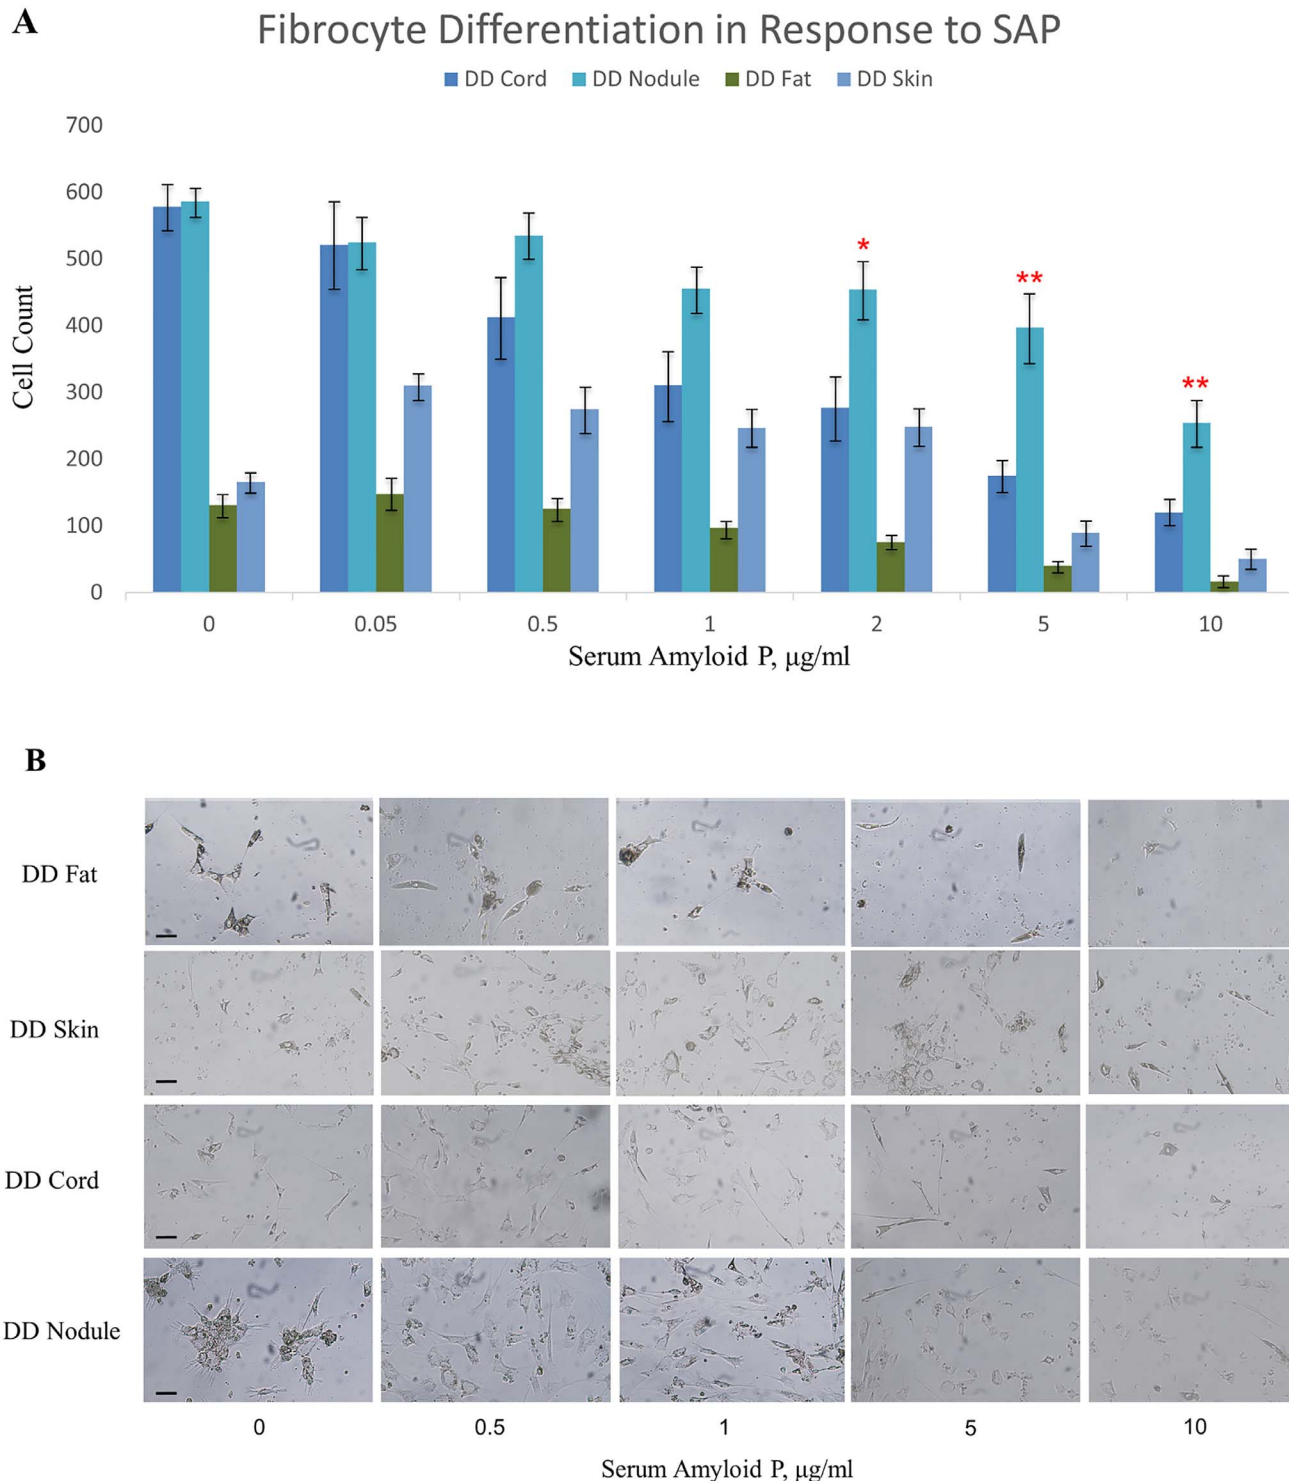 A
Fibrocyte Differentiation in Response to SAP
DD Cord DD Nodule DD Fat DD Skin
700
600
500
400
300
200
100
0
Cell Count
*
**
**
0 0.05 0.5 1 2 5 10
Serum Amyloid P, μg/ml
B
DD Fat
DD Skin
DD Cord
DD Nodule
0 0.5 1 5 10
Serum Amyloid P, μg/ml